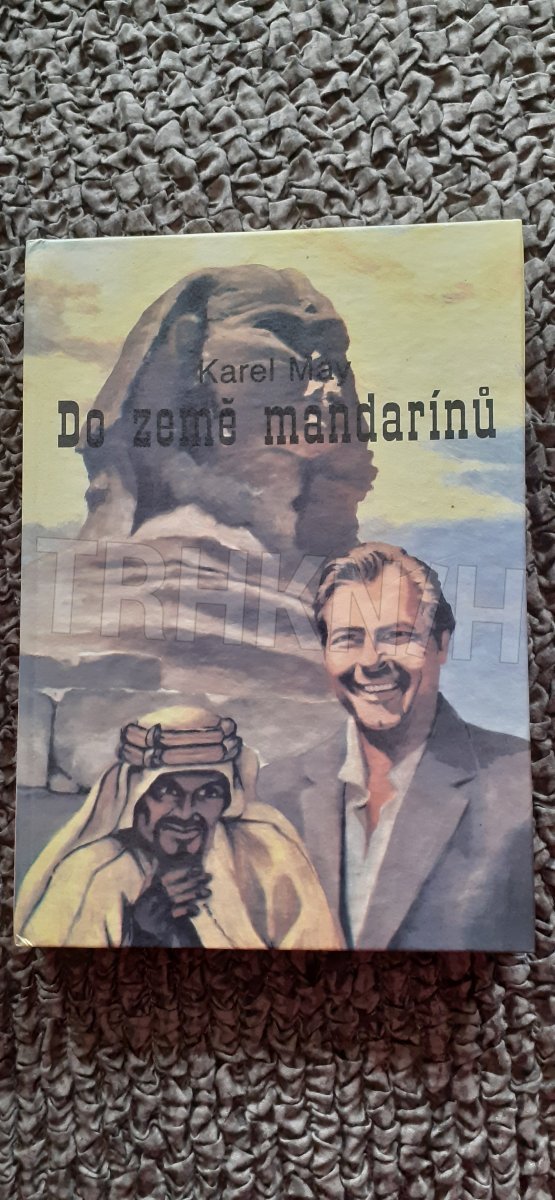 Karel May
Do země mandarínů
TRHKNIH